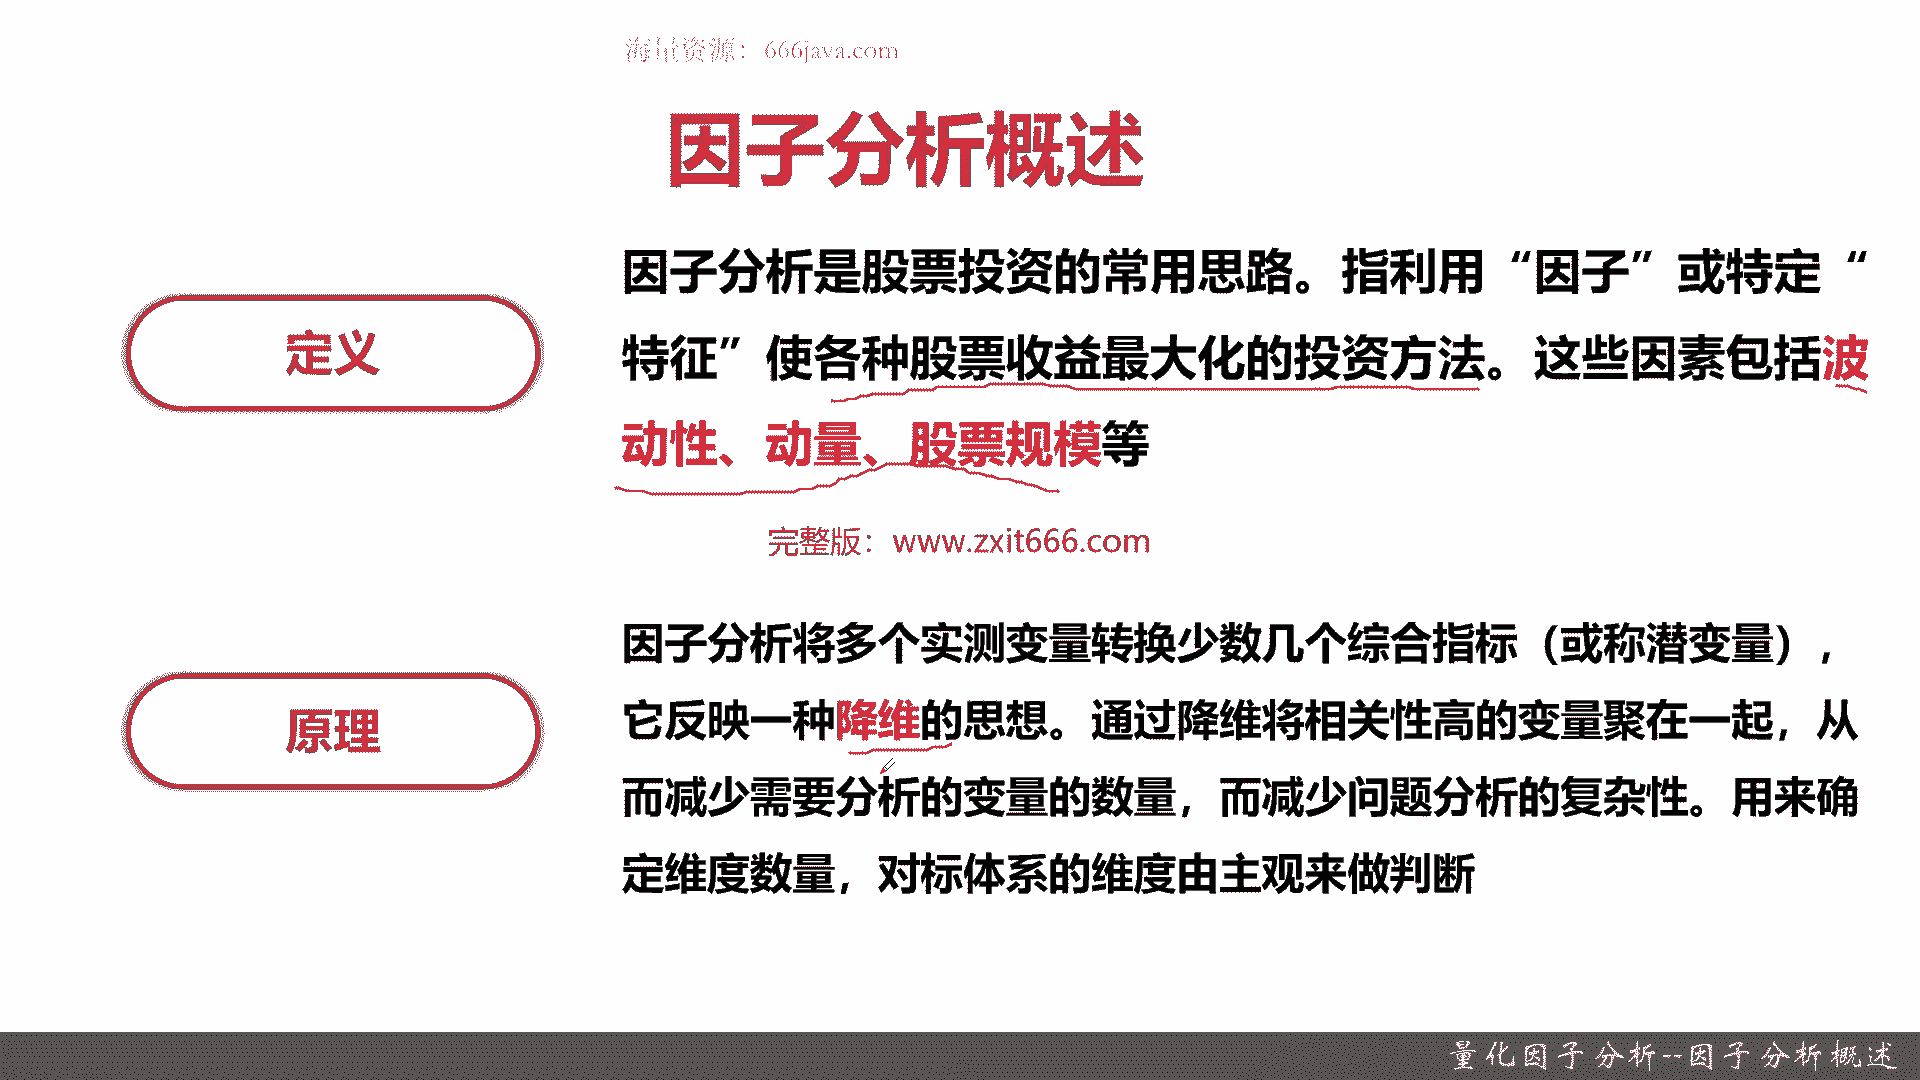 海量资源：666java.com
因子分析概述
定义
因子分析是股票投资的常用思路。指利用“因子”或特定“
特征”使各种股票收益最大化的投资方法。这些因素包括波
动性、动量、股票规模等
完整版：www.zxit666.com
原理
因子分析将多个实测变量转换少数几个综合指标（或称潜变量），
它反映一种降维的思想。通过降维将相关性高的变量聚在一起，从
而减少需要分析的变量的数量，而减少问题分析的复杂性。用来确
定维度数量，对标体系的维度由主观来做判断
量化因子分析--因子分析概述